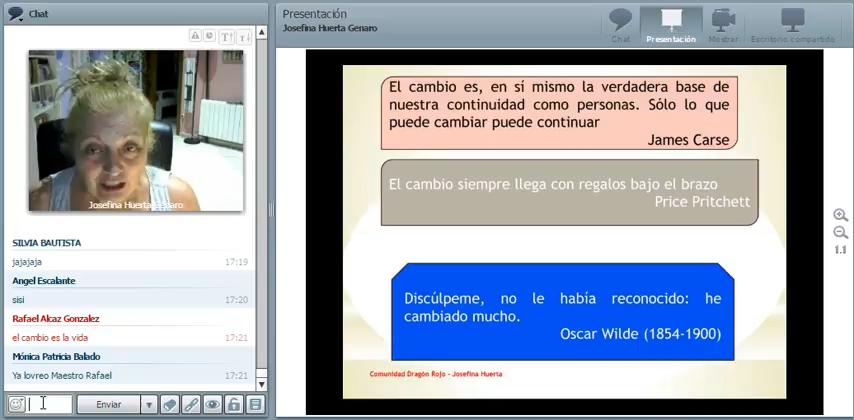 Chat
Josefina Huerta Genaro
SILVIA BAUTISTA
jajajaja 17:19
Angel Escalante
sisi 17:20
Rafael Alcaz Gonzalez
el cambio es la vida 17:21
Mónica Patricia Balado
Ya lovreo Maestro Rafael 17:21
Enviar
Presentación
Josefina Huerta Genaro
Chat
Presentación
Mostrar
Escritorio compartido
El cambio es, en sí mismo la verdadera base de
nuestra continuidad como personas. Sólo lo que
puede cambiar puede continuar
James Carse
El cambio siempre llega con regalos bajo el brazo
Price Pritchett
Discúlpeme, no le había reconocido: he
cambiado mucho.
Oscar Wilde (1854-1900)
Comunidad Dragón Rojo - Josefina Huerta
1.1